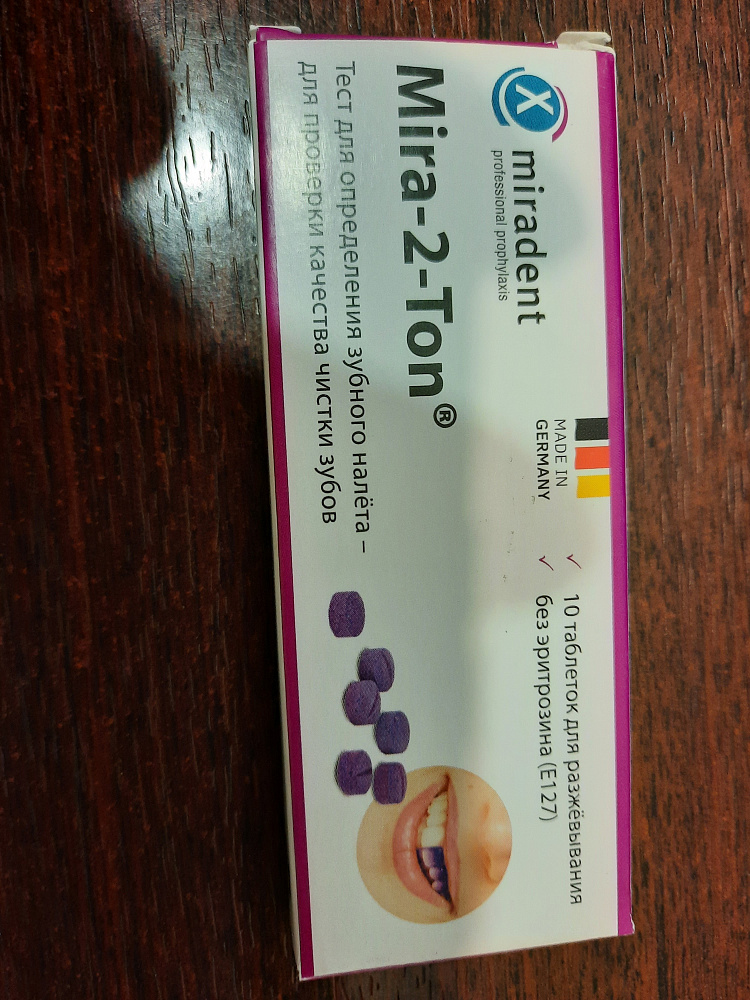 miradent
professional prophylaxis
MADE IN
GERMANY
✓ 10 таблеток для разжёвывания
✓ без эритрозина (E127)
Mira-2-Ton®
Тест для определения зубного налёта –
для проверки качества чистки зубов